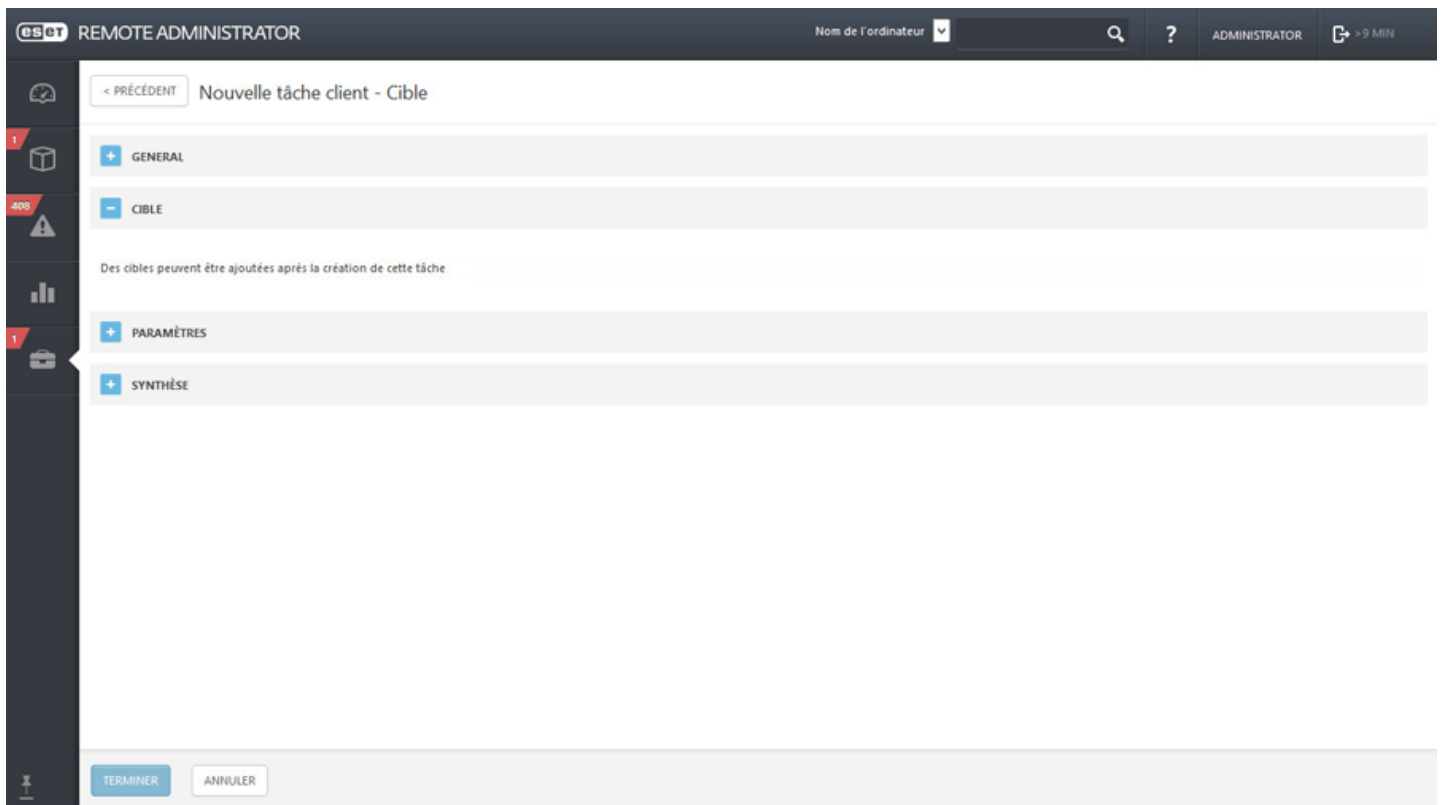 eset REMOTE ADMINISTRATOR
Nom de l'ordinateur
?
ADMINISTRATOR
>9 MIN
< PRÉCÉDENT
Nouvelle tâche client - Cible
1
+ GENERAL
408
− CIBLE
Des cibles peuvent être ajoutées après la création de cette tâche
1
+ PARAMÈTRES
+ SYNTHÈSE
TERMINER
ANNULER